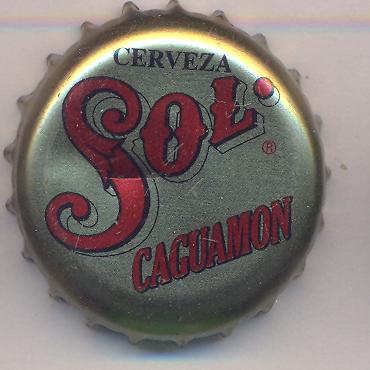 CERVEZA
SOL
®
CAGUAMON